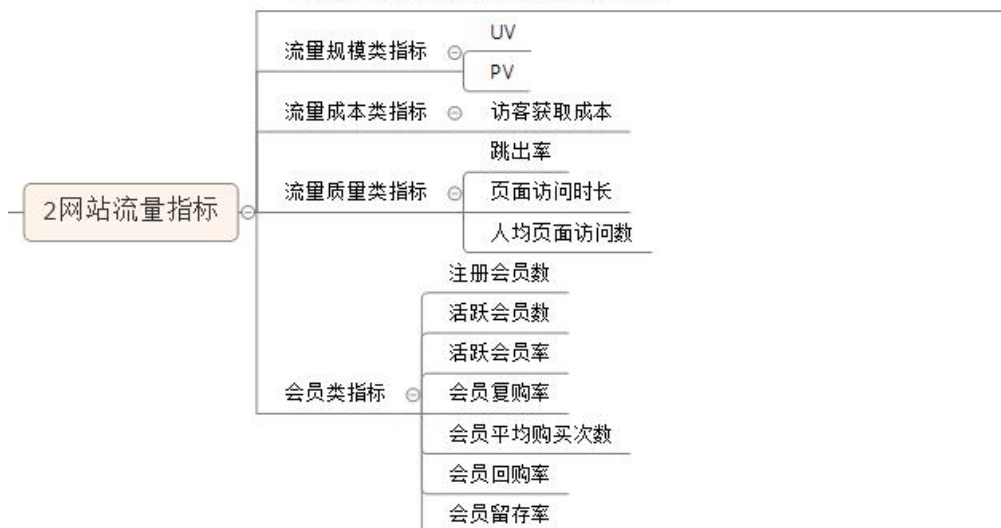 2网站流量指标
流量规模类指标
UV
PV
流量成本类指标
访客获取成本
流量质量类指标
跳出率
页面访问时长
人均页面访问数
会员类指标
注册会员数
活跃会员数
活跃会员率
会员复购率
会员平均购买次数
会员回购率
会员留存率